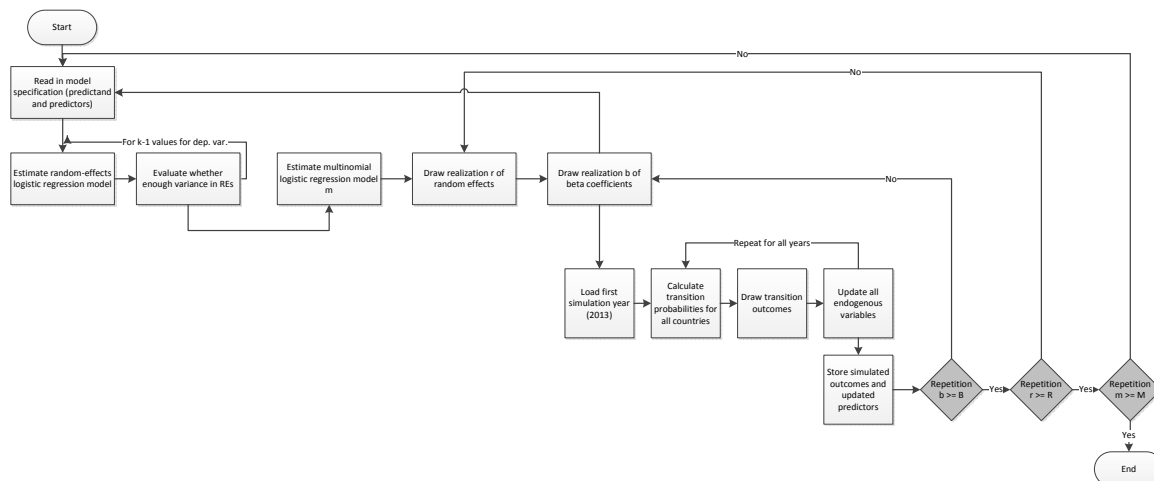 Start
No
Read in model
specification (predictand
and predictors)
No
For k-1 values for dep. var.
Estimate random-effects
logistic regression model
Evaluate whether
enough variance in REs
Estimate multinomial
logistic regression model
m
Draw realization r of
random effects
Draw realization b of
beta coefficients
No
Repeat for all years
Load first
simulation year
(2013)
Calculate
transition
probabilities for
all countries
Draw transition
outcomes
Update all
endogenous
variables
Store simulated
outcomes and
updated
predictors
Repetition
b >= B
Yes
Repetition
r >= R
Yes
Repetition
m >= M
Yes
End